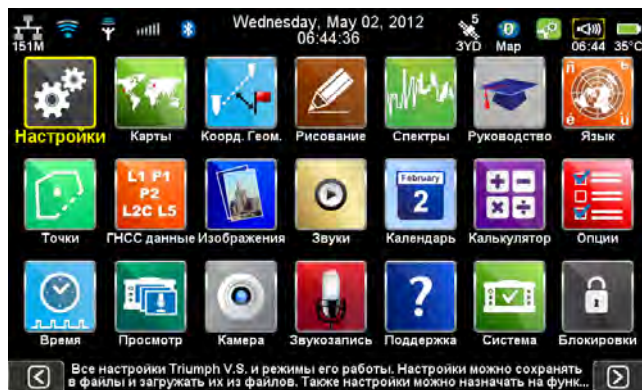 Wednesday, May 02, 2012
06:44:36
151M
5
3YD
Map
06:44
35°C
ñ
ъ
é
ü
Настройки
Карты
Коорд. Геом.
Рисование
Спектры
Руководство
Язык
L1 P1
P2
L2C L5
February
2
Точки
ГНСС данные
Изображения
Звуки
Календарь
Калькулятор
Опции
?
Время
Просмотр
Камера
Звукозапись
Поддержка
Система
Блокировки
Все настройки Triumph V.S. и режимы его работы. Настройки можно сохранять
в файлы и загружать их из файлов. Также настройки можно назначать на функ...